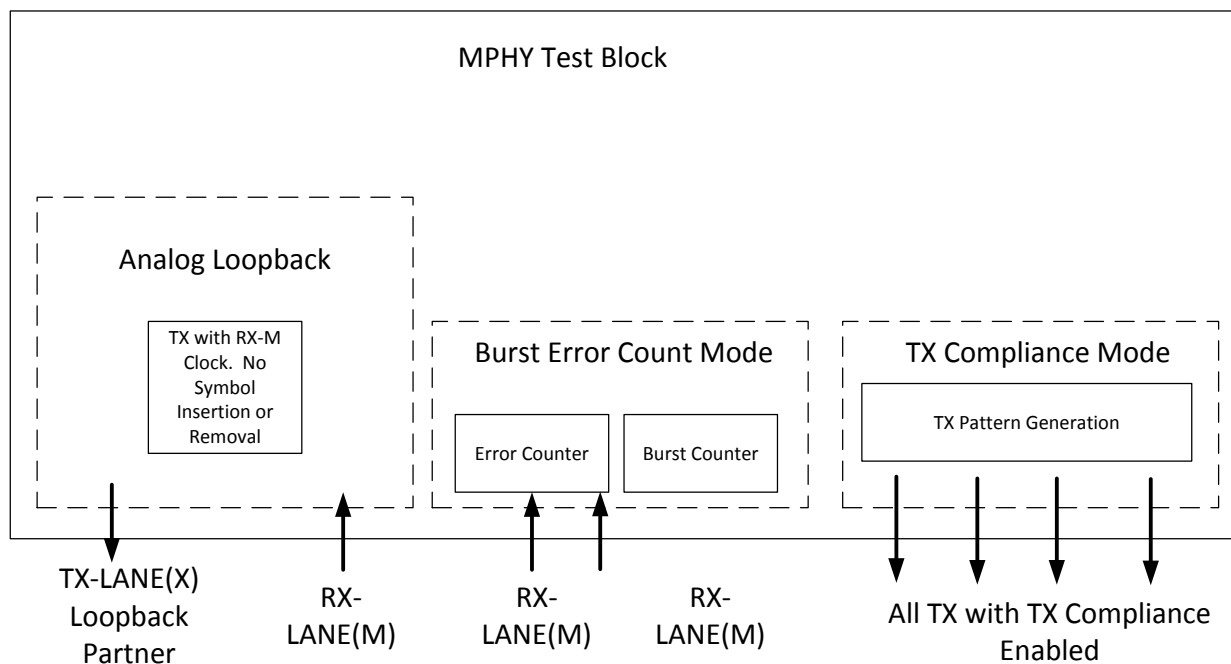 MPHY Test Block
Analog Loopback
TX with RX-M
Clock.  No
Symbol
Insertion or
Removal
Burst Error Count Mode
Error Counter
Burst Counter
TX Compliance Mode
TX Pattern Generation
TX-LANE(X)
Loopback
Partner
RX-
LANE(M)
RX-
LANE(M)
RX-
LANE(M)
All TX with TX Compliance
Enabled